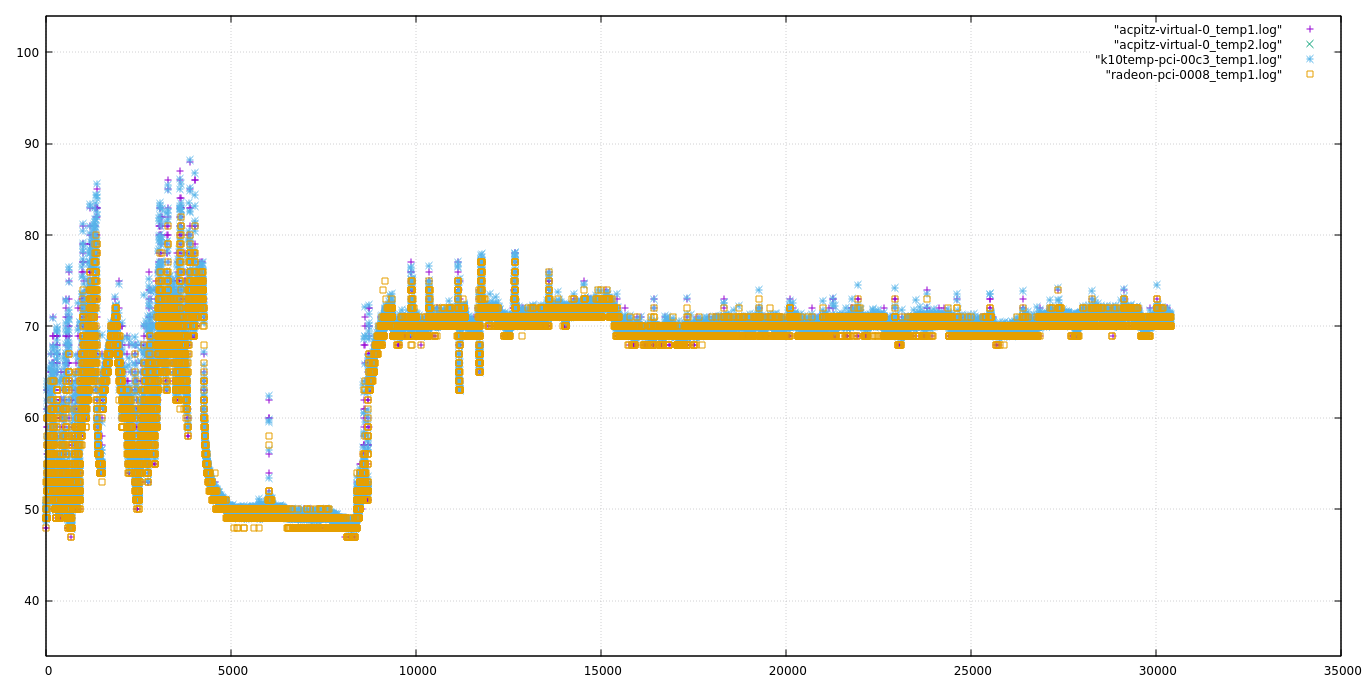 "acpitz-virtual-0_temp1.log"
"acpitz-virtual-0_temp2.log"
"k10temp-pci-00c3_temp1.log"
"radeon-pci-0008_temp1.log"
100
90
80
70
60
50
40
0 5000 10000 15000 20000 25000 30000 35000